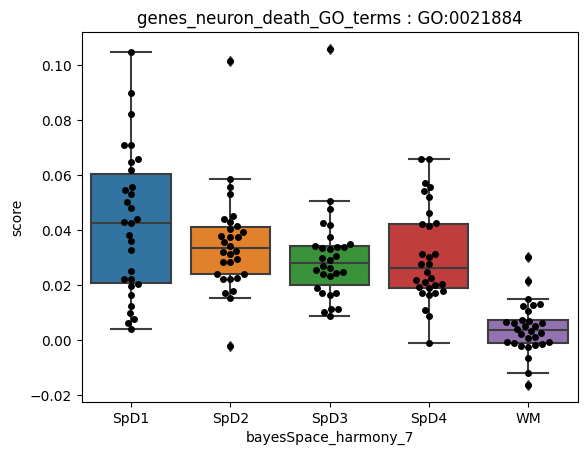 genes_neuron_death_GO_terms : GO:0021884
score
0.10
0.08
0.06
0.04
0.02
0.00
−0.02
SpD1 SpD2 SpD3 SpD4 WM
bayesSpace_harmony_7